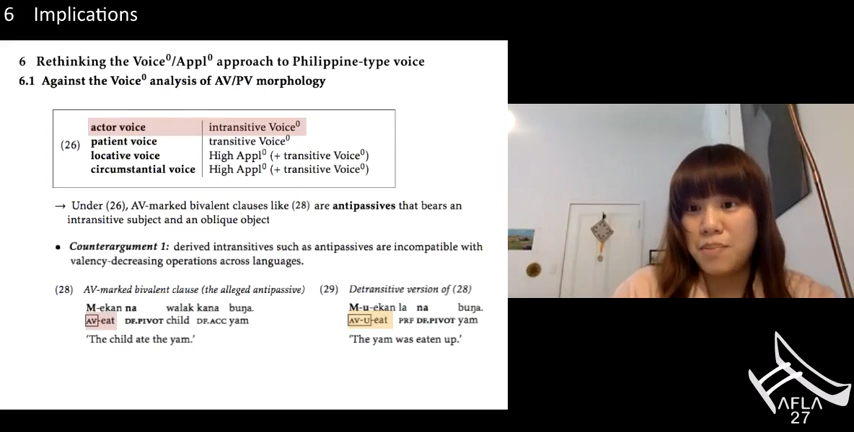 6 Implications
6 Rethinking the Voice⁰/Appl⁰ approach to Philippine-type voice
6.1 Against the Voice⁰ analysis of AV/PV morphology
(26)
actor voice intransitive Voice⁰
patient voice transitive Voice⁰
locative voice High Appl⁰ (+ transitive Voice⁰)
circumstantial voice High Appl⁰ (+ transitive Voice⁰)
→ Under (26), AV-marked bivalent clauses like (28) are antipassives that bears an
intransitive subject and an oblique object
• Counterargument 1: derived intransitives such as antipassives are incompatible with
valency-decreasing operations across languages.
(28) AV-marked bivalent clause (the alleged antipassive)
M-ekan na walak kana buṇa.
AV-eat DF.PIVOT child DF.ACC yam
'The child ate the yam.'
(29) Detransitive version of (28)
M-u-ekan la na buṇa.
AV-U-eat PRF DF.PIVOT yam
'The yam was eaten up.'
AFLA
27